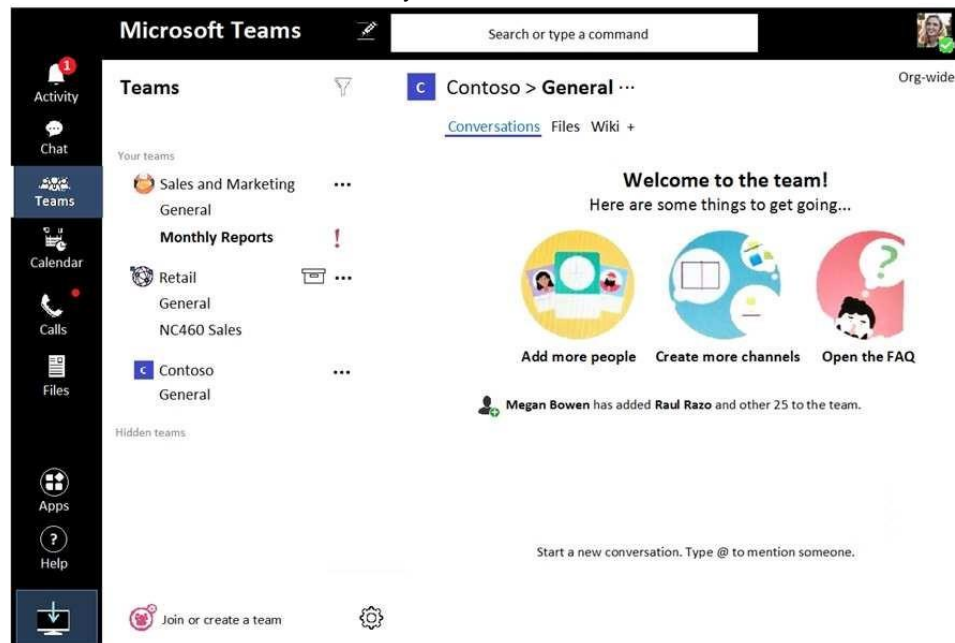 Microsoft Teams
Search or type a command
1
Activity
Chat
Teams
Calendar
Calls
Files
Apps
Help
Teams
Your teams
Sales and Marketing
General
Monthly Reports !
Retail
General
NC460 Sales
C Contoso
General
Hidden teams
Join or create a team
C Contoso > General ...
Org-wide
Conversations Files Wiki +
Welcome to the team!
Here are some things to get going...
Add more people Create more channels Open the FAQ
Megan Bowen has added Raul Razo and other 25 to the team.
Start a new conversation. Type @ to mention someone.